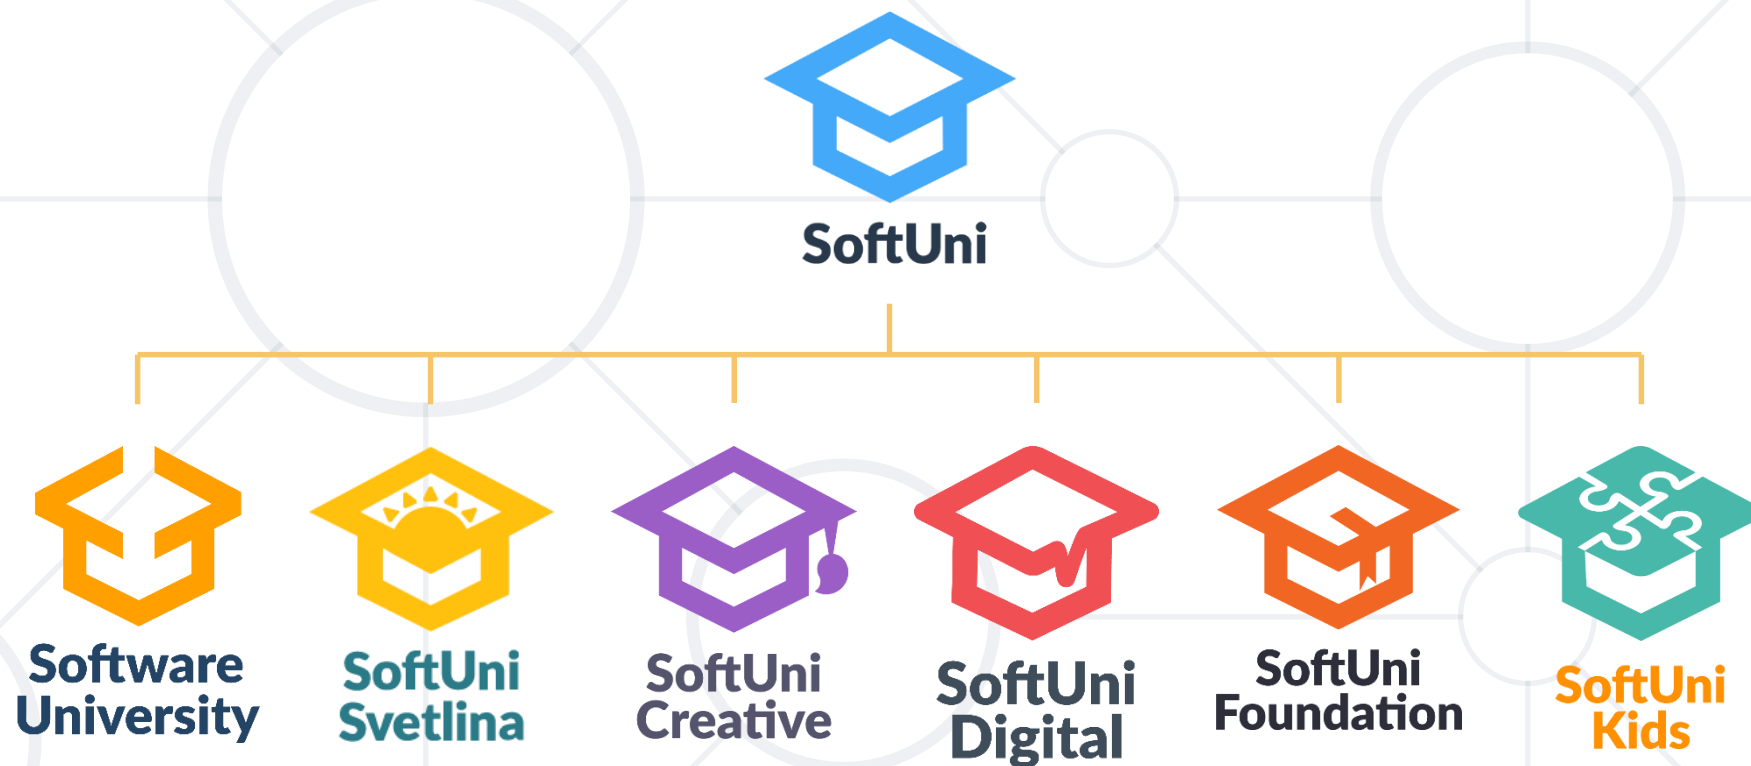 SoftUni
Software
University
SoftUni
Svetlina
SoftUni
Creative
SoftUni
Digital
SoftUni
Foundation
SoftUni
Kids